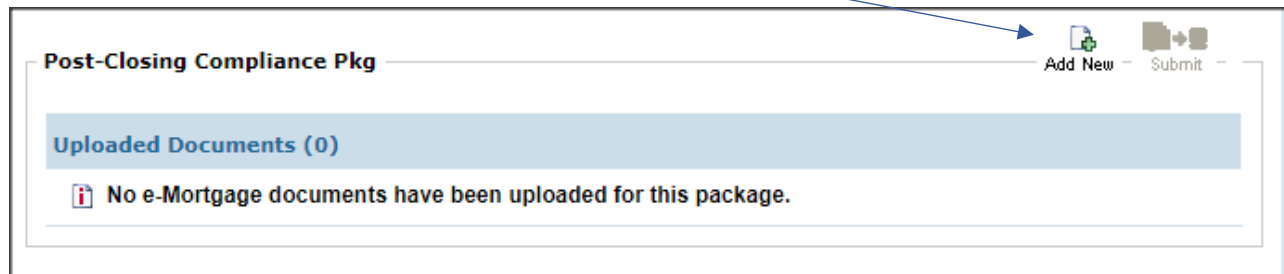 Post-Closing Compliance Pkg
Add New
Submit
Uploaded Documents (0)
No e-Mortgage documents have been uploaded for this package.